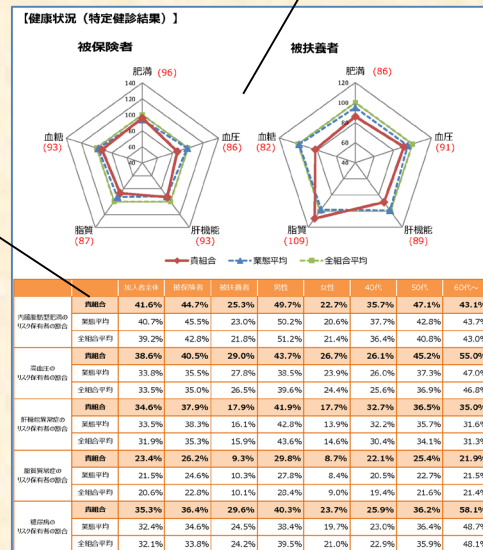 【健康状況（特定健診結果）】
被保険者
被扶養者
肥満 (96)
140
120
100
80
60
40
血圧
(86)
肝機能
(93)
脂質
(87)
血糖
(93)
肥満 (86)
120
100
80
60
40
血圧
(91)
肝機能
(89)
脂質
(109)
血糖
(82)
貴組合 業態平均 全組合平均
加入者全体 被保険者 被扶養者 男性 女性 40代 50代 60代~
内臓脂肪型肥満のリスク保有者の割合
貴組合 41.6% 44.7% 25.3% 49.7% 22.7% 35.7% 47.1% 43.1%
業態平均 40.7% 45.5% 23.0% 50.2% 20.6% 37.7% 42.8% 43.7%
全組合平均 39.2% 42.8% 21.8% 51.2% 21.4% 36.4% 40.8% 43.0%
高血圧のリスク保有者の割合
貴組合 38.6% 40.5% 29.0% 43.7% 26.7% 26.1% 45.2% 55.0%
業態平均 33.8% 35.5% 27.8% 38.5% 23.9% 26.0% 37.3% 47.0%
全組合平均 33.5% 35.0% 26.5% 39.6% 24.4% 25.6% 36.9% 46.8%
肝機能異常症のリスク保有者の割合
貴組合 34.6% 37.9% 17.9% 41.9% 17.7% 32.7% 36.5% 35.0%
業態平均 33.5% 38.3% 16.1% 42.8% 13.9% 32.2% 35.7% 31.6%
全組合平均 31.9% 35.3% 15.9% 43.6% 14.6% 30.4% 34.1% 31.3%
脂質異常症のリスク保有者の割合
貴組合 23.4% 26.2% 9.3% 29.8% 8.7% 22.1% 25.4% 21.9%
業態平均 21.5% 24.6% 10.3% 27.8% 8.4% 20.5% 22.7% 21.5%
全組合平均 20.6% 22.8% 10.1% 28.4% 9.0% 19.4% 21.6% 21.4%
糖尿病のリスク保有者の割合
貴組合 35.3% 36.4% 29.6% 40.3% 23.7% 25.9% 36.2% 58.1%
業態平均 32.4% 34.6% 24.5% 38.4% 19.7% 23.0% 36.4% 48.7%
全組合平均 32.1% 33.8% 24.2% 39.5% 21.0% 22.9% 35.9% 48.1%